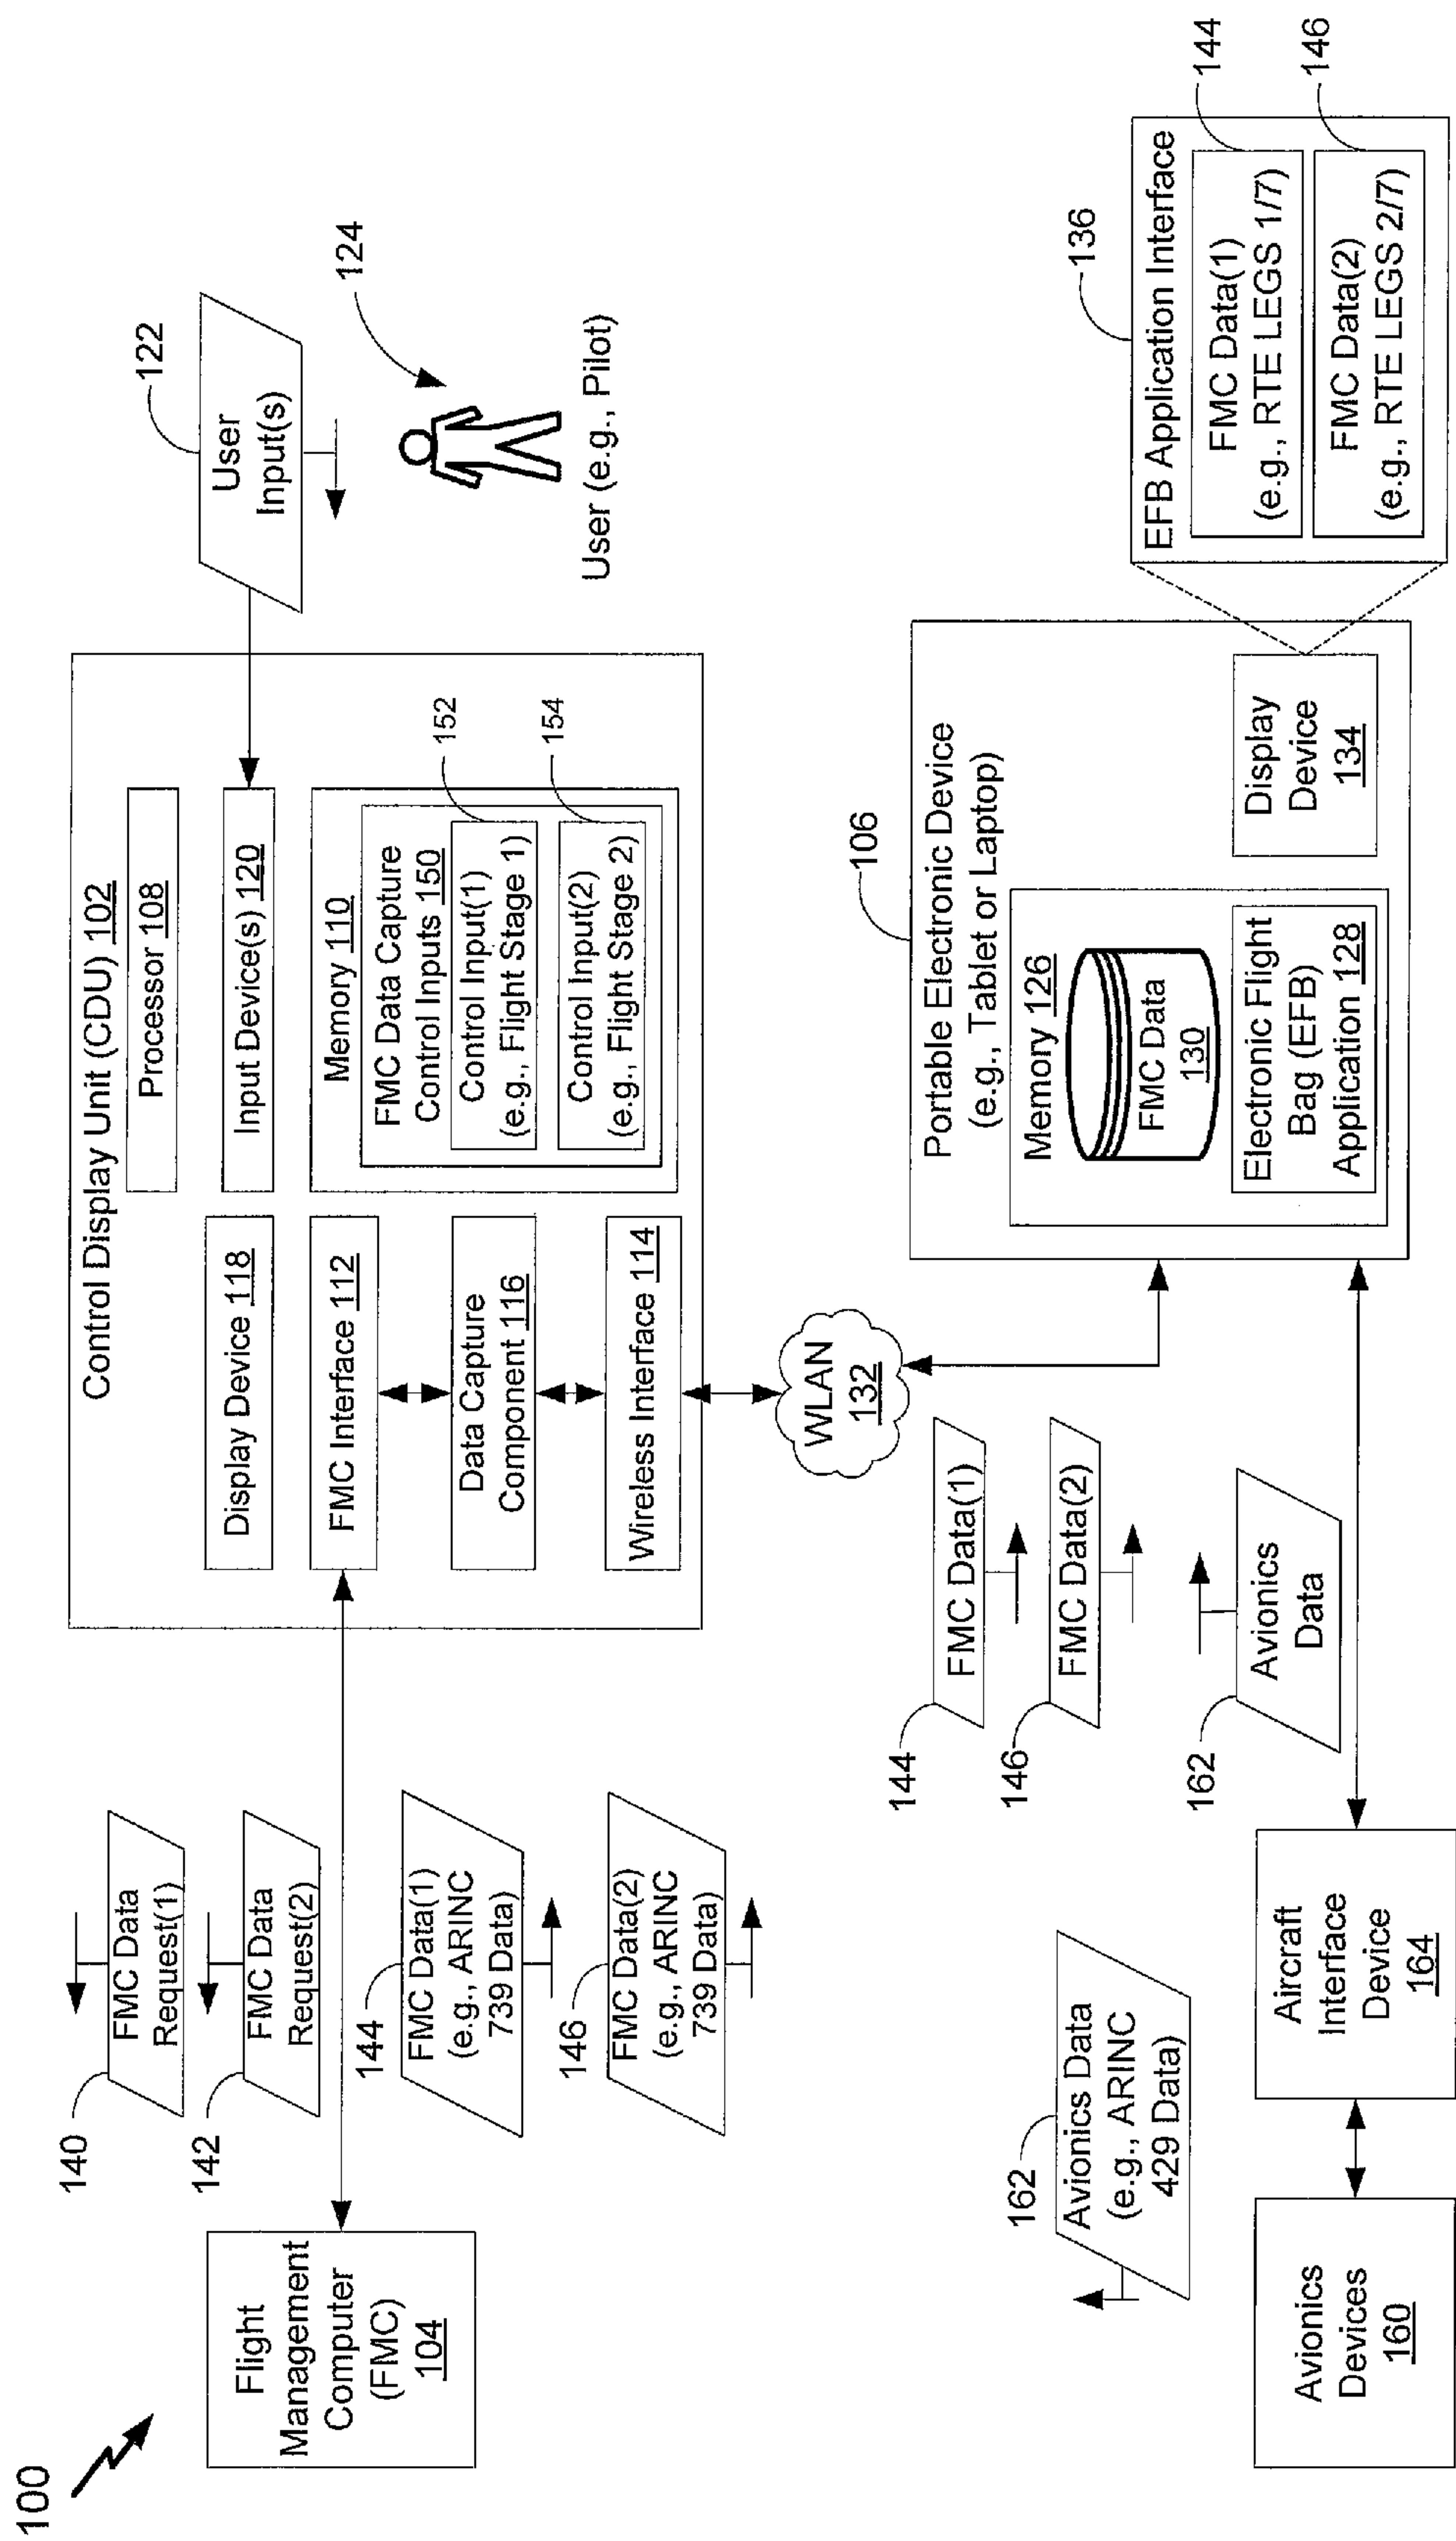 100
Flight
Management
Computer
(FMC)
104
140
FMC Data
Request(1)
142
FMC Data
Request(2)
144
FMC Data(1)
(e.g., ARINC
739 Data)
146
FMC Data(2)
(e.g., ARINC
739 Data)
Control Display Unit (CDU) 102
Processor 108
Display Device 118
Input Device(s) 120
FMC Interface 112
Data Capture
Component 116
Wireless Interface 114
Memory 110
FMC Data Capture
Control Inputs 150
Control Input(1)
(e.g., Flight Stage 1)
152
Control Input(2)
(e.g., Flight Stage 2)
154
122
User
Input(s)
124
User (e.g., Pilot)
WLAN
132
144
FMC Data(1)
146
FMC Data(2)
162
Avionics
Data
162
Avionics Data
(e.g., ARINC
429 Data)
Avionics
Devices
160
Aircraft
Interface
Device
164
106
Portable Electronic Device
(e.g., Tablet or Laptop)
Memory 126
FMC Data
130
Electronic Flight
Bag (EFB)
Application 128
Display
Device
134
136
EFB Application Interface
FMC Data(1)
(e.g., RTE LEGS 1/7)
144
FMC Data(2)
(e.g., RTE LEGS 2/7)
146